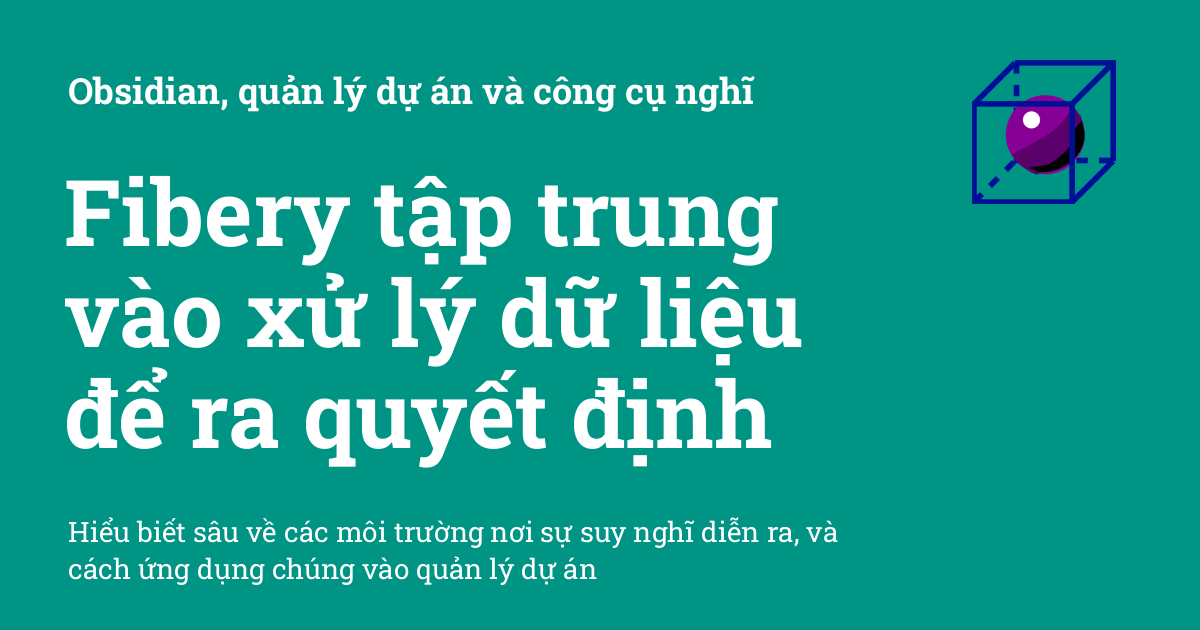 Obsidian, quản lý dự án và công cụ nghĩ
Fibery tập trung
vào xử lý dữ liệu
để ra quyết định
Hiểu biết sâu về các môi trường nơi sự suy nghĩ diễn ra, và
cách ứng dụng chúng vào quản lý dự án